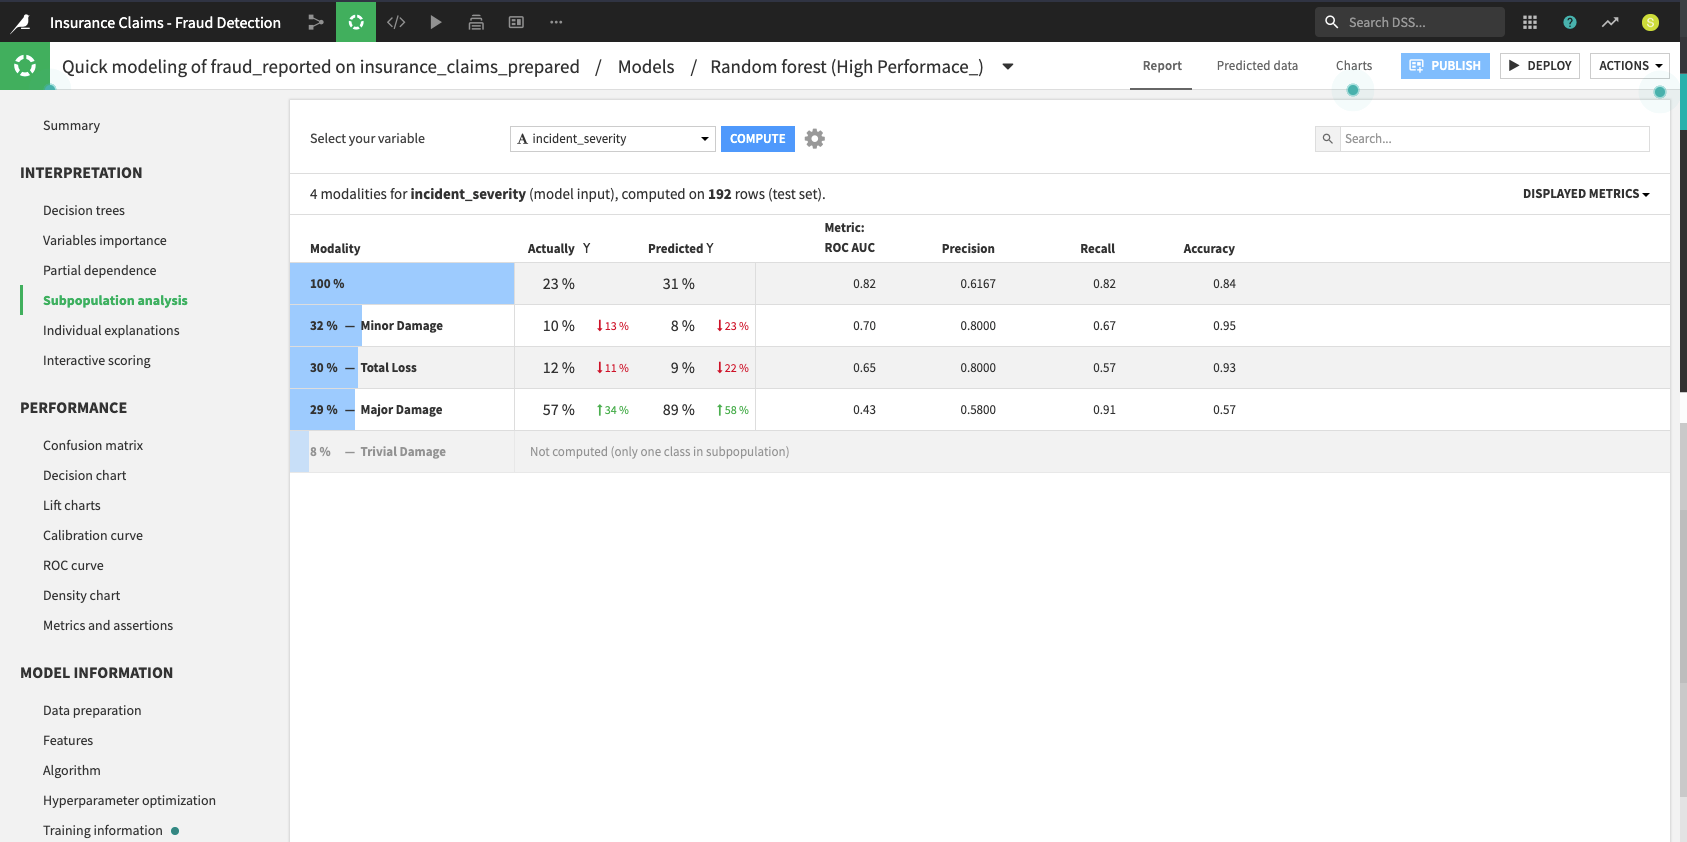 Insurance Claims - Fraud Detection
Search DSS...
?
S
Quick modeling of fraud_reported on insurance_claims_prepared / Models / Random forest (High Performace_)
Report
Predicted data
Charts
PUBLISH
DEPLOY
ACTIONS
Summary
INTERPRETATION
Decision trees
Variables importance
Partial dependence
Subpopulation analysis
Individual explanations
Interactive scoring
PERFORMANCE
Confusion matrix
Decision chart
Lift charts
Calibration curve
ROC curve
Density chart
Metrics and assertions
MODEL INFORMATION
Data preparation
Features
Algorithm
Hyperparameter optimization
Training information
Select your variable
A incident_severity
COMPUTE
Search...
4 modalities for incident_severity (model input), computed on 192 rows (test set).
DISPLAYED METRICS
Modality Actually Y Predicted Y Metric: ROC AUC Precision Recall Accuracy
100 % 23 % 31 % 0.82 0.6167 0.82 0.84
32 % — Minor Damage 10 % ↓13 % 8 % ↓23 % 0.70 0.8000 0.67 0.95
30 % — Total Loss 12 % ↓11 % 9 % ↓22 % 0.65 0.8000 0.57 0.93
29 % — Major Damage 57 % ↑34 % 89 % ↑58 % 0.43 0.5800 0.91 0.57
8 % — Trivial Damage Not computed (only one class in subpopulation)